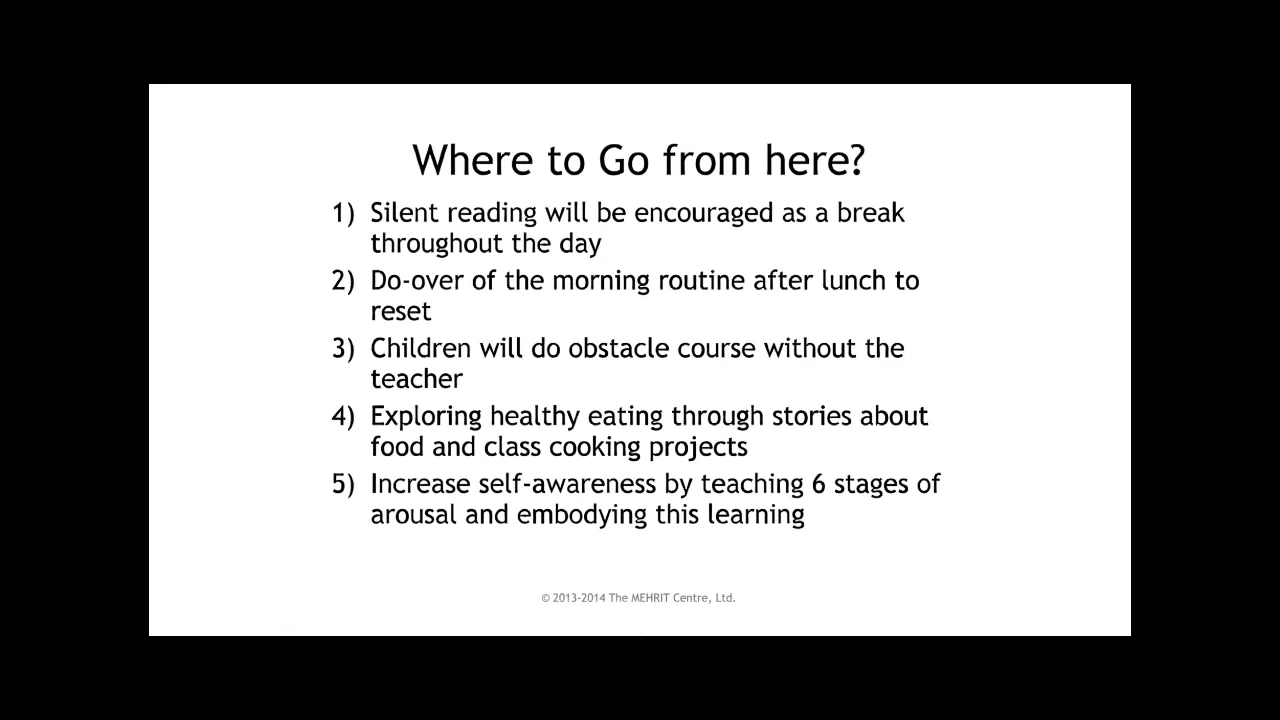 Where to Go from here?
1) Silent reading will be encouraged as a break
throughout the day
2) Do-over of the morning routine after lunch to
reset
3) Children will do obstacle course without the
teacher
4) Exploring healthy eating through stories about
food and class cooking projects
5) Increase self-awareness by teaching 6 stages of
arousal and embodying this learning
© 2013-2014 The MEHRIT Centre, Ltd.